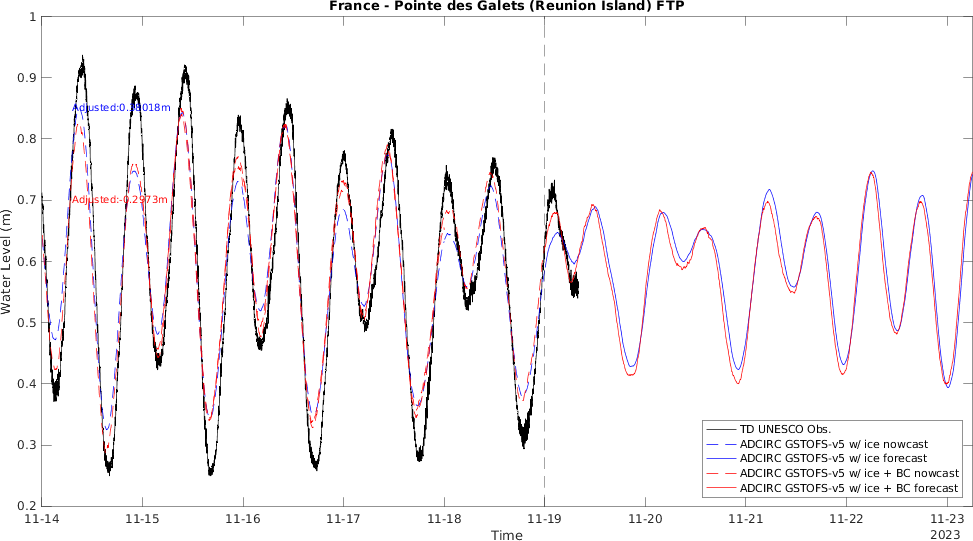 France - Pointe des Galets (Reunion Island) FTP
1
0.9
0.8
0.7
0.6
0.5
0.4
0.3
0.2
Water Level (m)
Adjusted:0.38018m
Adjusted:-0.2973m
TD UNESCO Obs.
ADCIRC GSTOFS-v5 w/ ice nowcast
ADCIRC GSTOFS-v5 w/ ice forecast
ADCIRC GSTOFS-v5 w/ ice + BC nowcast
ADCIRC GSTOFS-v5 w/ ice + BC forecast
11-14 11-15 11-16 11-17 11-18 11-19 11-20 11-21 11-22 11-23
Time
2023